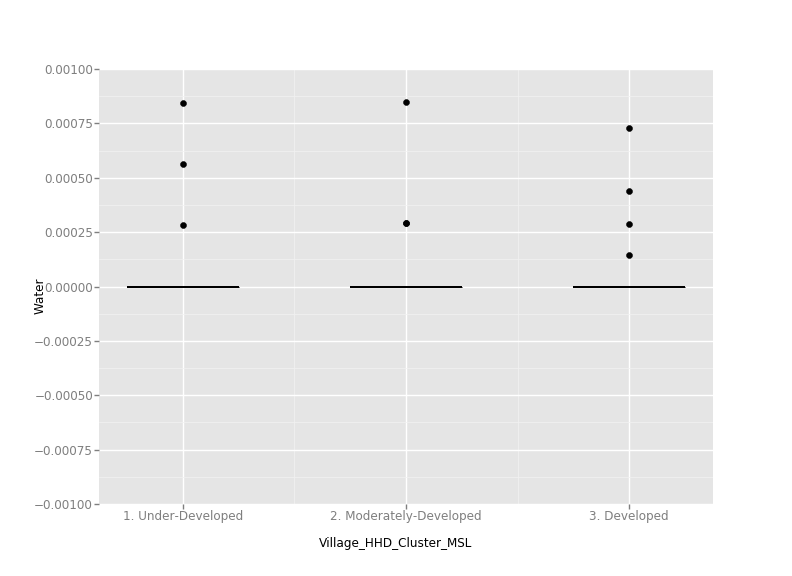 0.00100
0.00075
0.00050
0.00025
0.00000
−0.00025
−0.00050
−0.00075
−0.00100
Water
1. Under-Developed
2. Moderately-Developed
3. Developed
Village_HHD_Cluster_MSL